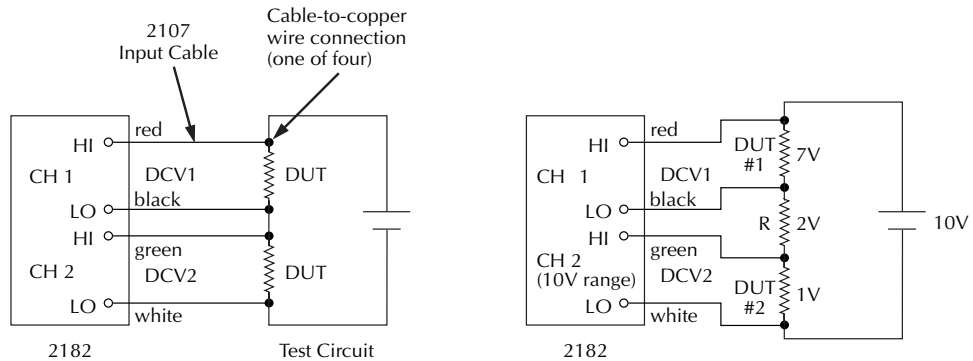 2107
Input Cable
Cable-to-copper
wire connection
(one of four)
HI
red
CH 1
DCV1
DUT
LO
black
HI
green
CH 2
DCV2
DUT
LO
white
2182
Test Circuit
HI
red
DUT
#1
7V
CH 1
DCV1
LO
black
R
2V
10V
HI
green
CH 2
(10V range)
DCV2
DUT
#2
1V
LO
white
2182